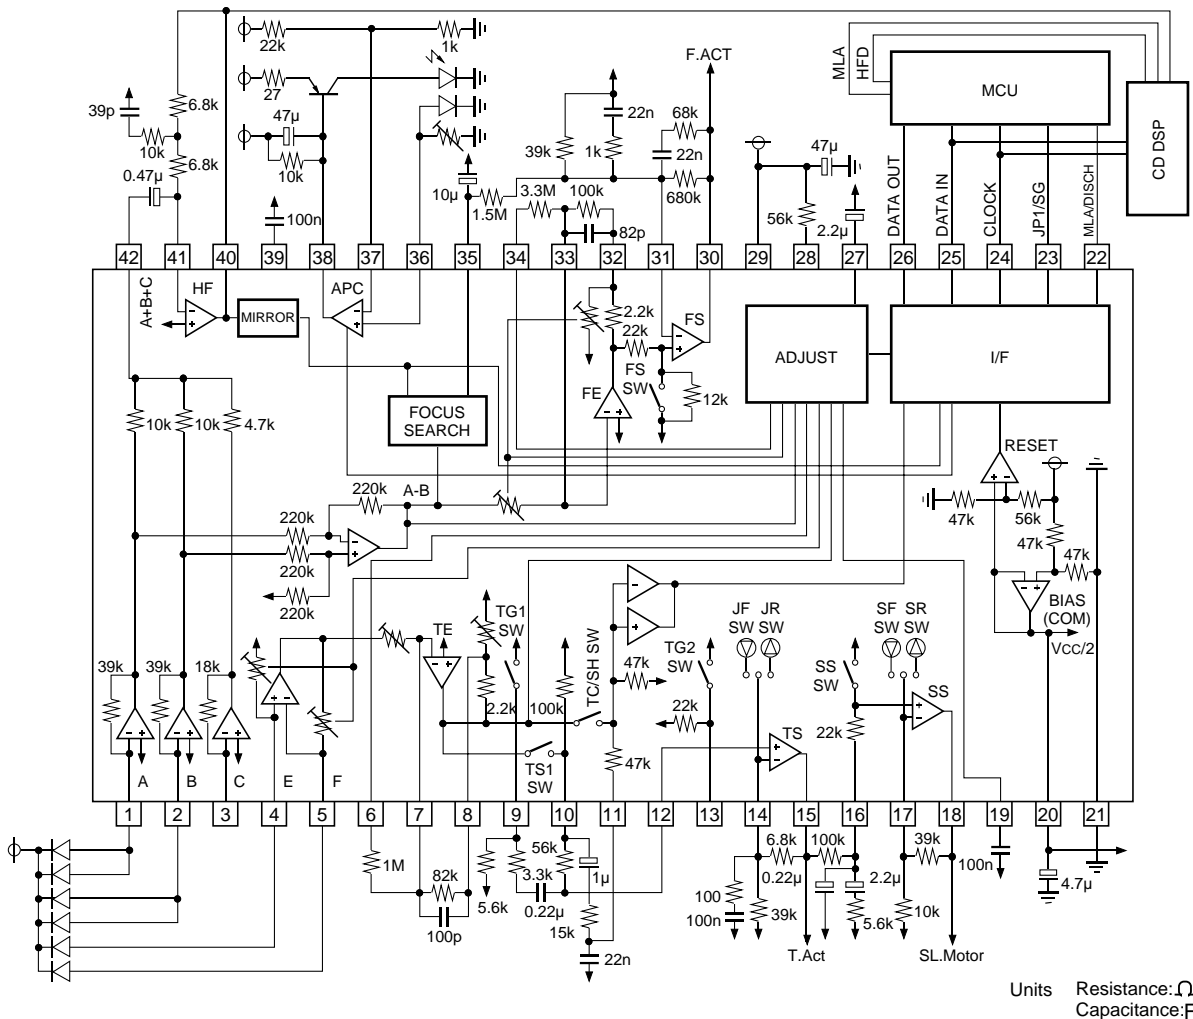 22k
1k
F.ACT
MLA
HFD
MCU
CD DSP
39p
6.8k
27
22n
68k
47µ
39k
1k
22n
47µ
10k
6.8k
10k
0.47µ
10µ
1.5M
3.3M
100k
680k
56k
2.2µ
DATA OUT
DATA IN
CLOCK
JP1/SG
MLA/DISCH
100n
82p
42
41
40
39
38
37
36
35
34
33
32
31
30
29
28
27
26
25
24
23
22
A+B+C
HF
MIRROR
APC
2.2k
22k
FS
ADJUST
I/F
FS
SW
FE
12k
FOCUS
SEARCH
10k
10k
4.7k
RESET
220k
A-B
47k
56k
220k
47k
47k
220k
220k
BIAS
(COM)
VCC/2
TG1
SW
TE
JF
SW
JR
SW
SF
SW
SR
SW
TC/SH SW
TG2
SW
SS
SW
39k
39k
18k
47k
2.2k
100k
22k
22k
SS
TS
TS1
SW
47k
A
B
C
E
F
1
2
3
4
5
6
7
8
9
10
11
12
13
14
15
16
17
18
19
20
21
1M
82k
100p
5.6k
3.3k
56k
0.22µ
1µ
15k
22n
6.8k
100k
0.22µ
100
100n
39k
2.2µ
5.6k
39k
10k
100n
4.7µ
T.Act
SL.Motor
Units Resistance:Ω
Capacitance:F